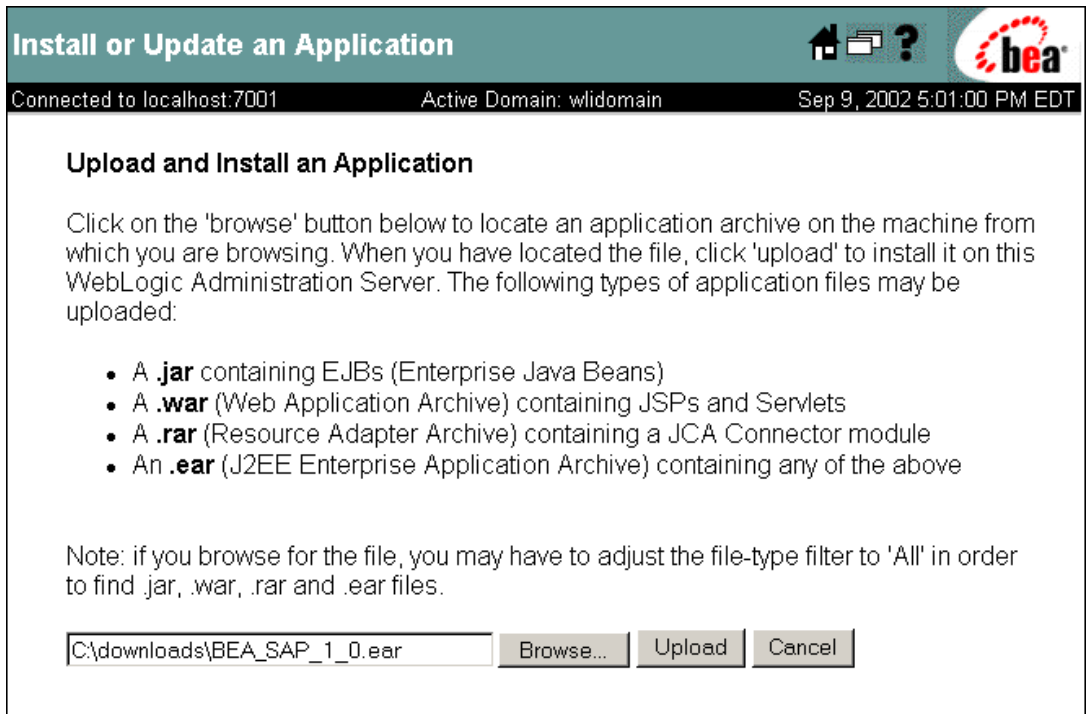 Install or Update an Application
?
bea
Connected to localhost:7001 Active Domain: wlidomain Sep 9, 2002 5:01:00 PM EDT
Upload and Install an Application
Click on the 'browse' button below to locate an application archive on the machine from
which you are browsing. When you have located the file, click 'upload' to install it on this
WebLogic Administration Server. The following types of application files may be
uploaded:
• A .jar containing EJBs (Enterprise Java Beans)
• A .war (Web Application Archive) containing JSPs and Servlets
• A .rar (Resource Adapter Archive) containing a JCA Connector module
• An .ear (J2EE Enterprise Application Archive) containing any of the above
Note: if you browse for the file, you may have to adjust the file-type filter to 'All' in order
to find .jar, .war, .rar and .ear files.
C:\downloads\BEA_SAP_1_0.ear Browse... Upload Cancel